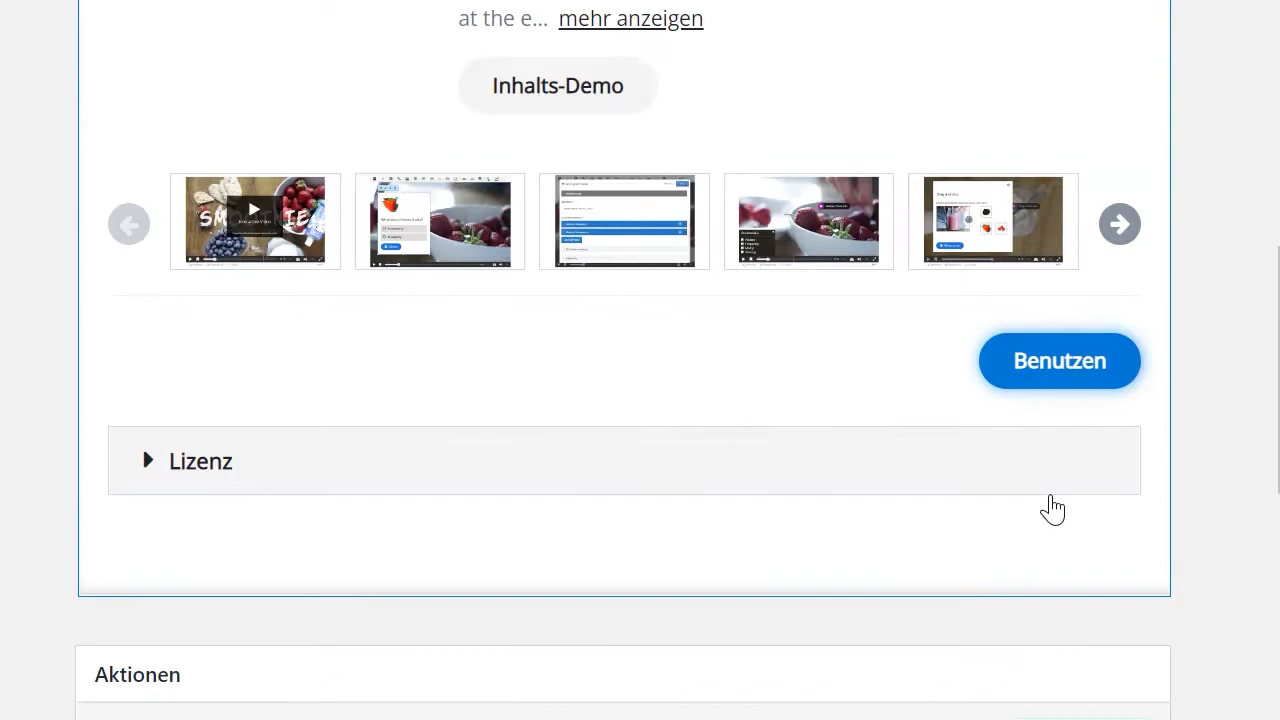 at the e... mehr anzeigen
Inhalts-Demo
Benutzen
Lizenz
Aktionen